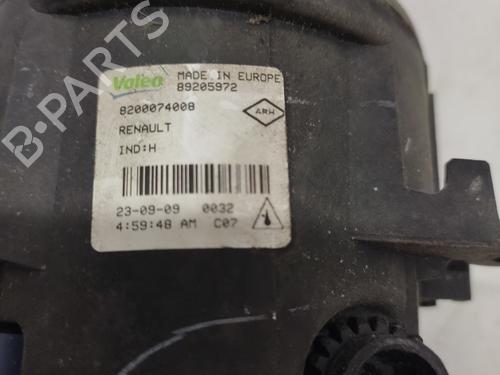 Valeo MADE IN EUROPE
89205972
8200074008
ARH
RENAULT
IND:H
23-09-09 0032
4:59:48 AM C07
B-PARTS